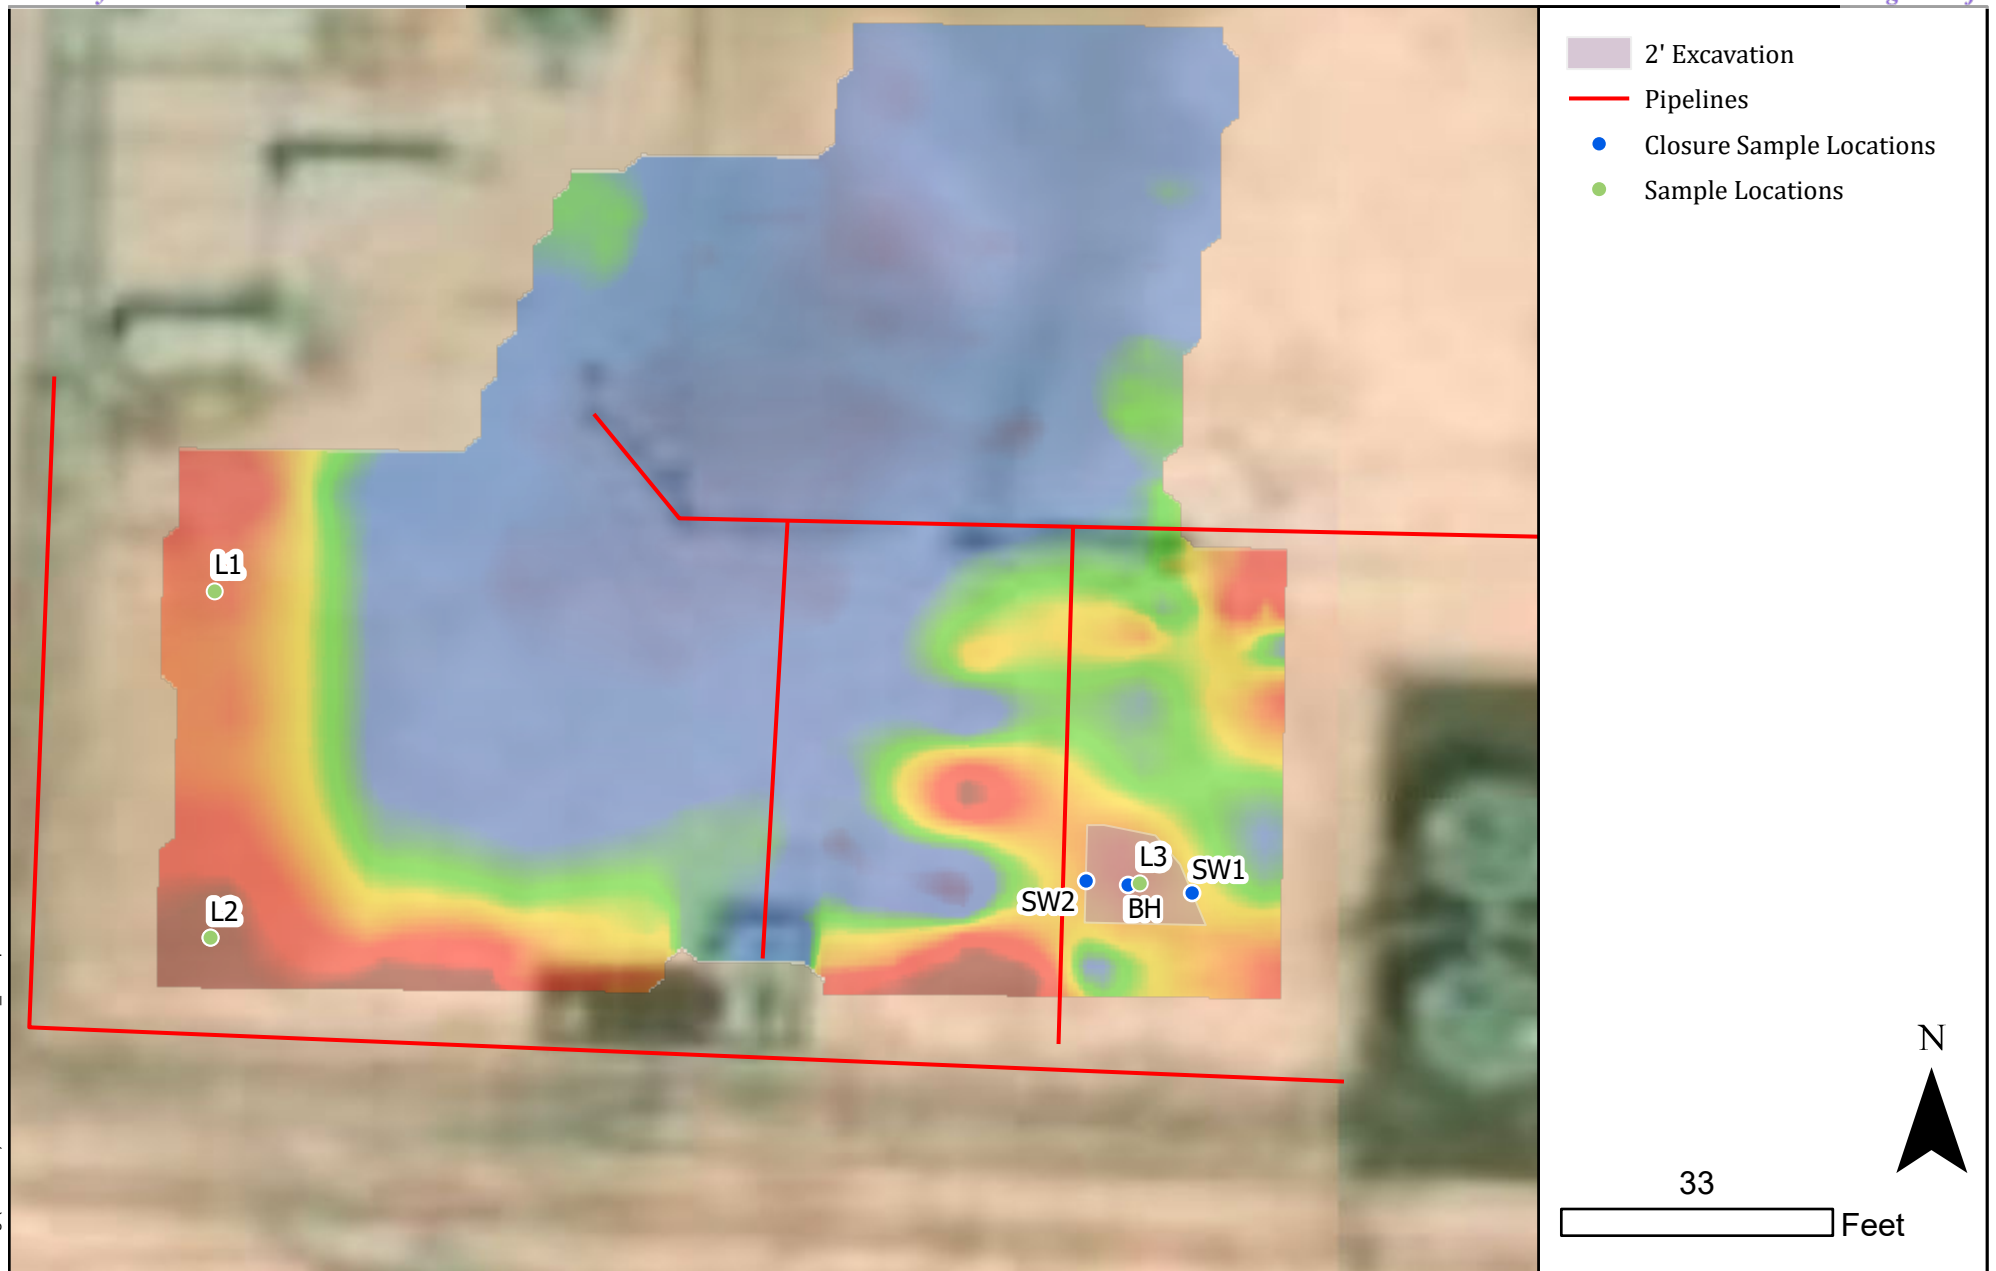 2' Excavation
Pipelines
Closure Sample Locations
Sample Locations
L1
L2
L3
SW1
SW2
BH
N
33
Feet